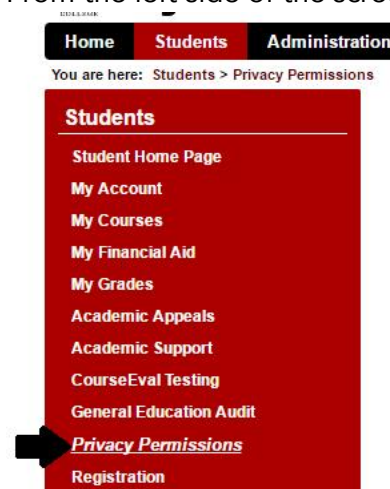 From the left side of the scre
COLLEGE
Home Students Administration
You are here: Students > Privacy Permissions
Students
Student Home Page
My Account
My Courses
My Financial Aid
My Grades
Academic Appeals
Academic Support
CourseEval Testing
General Education Audit
Privacy Permissions
Registration